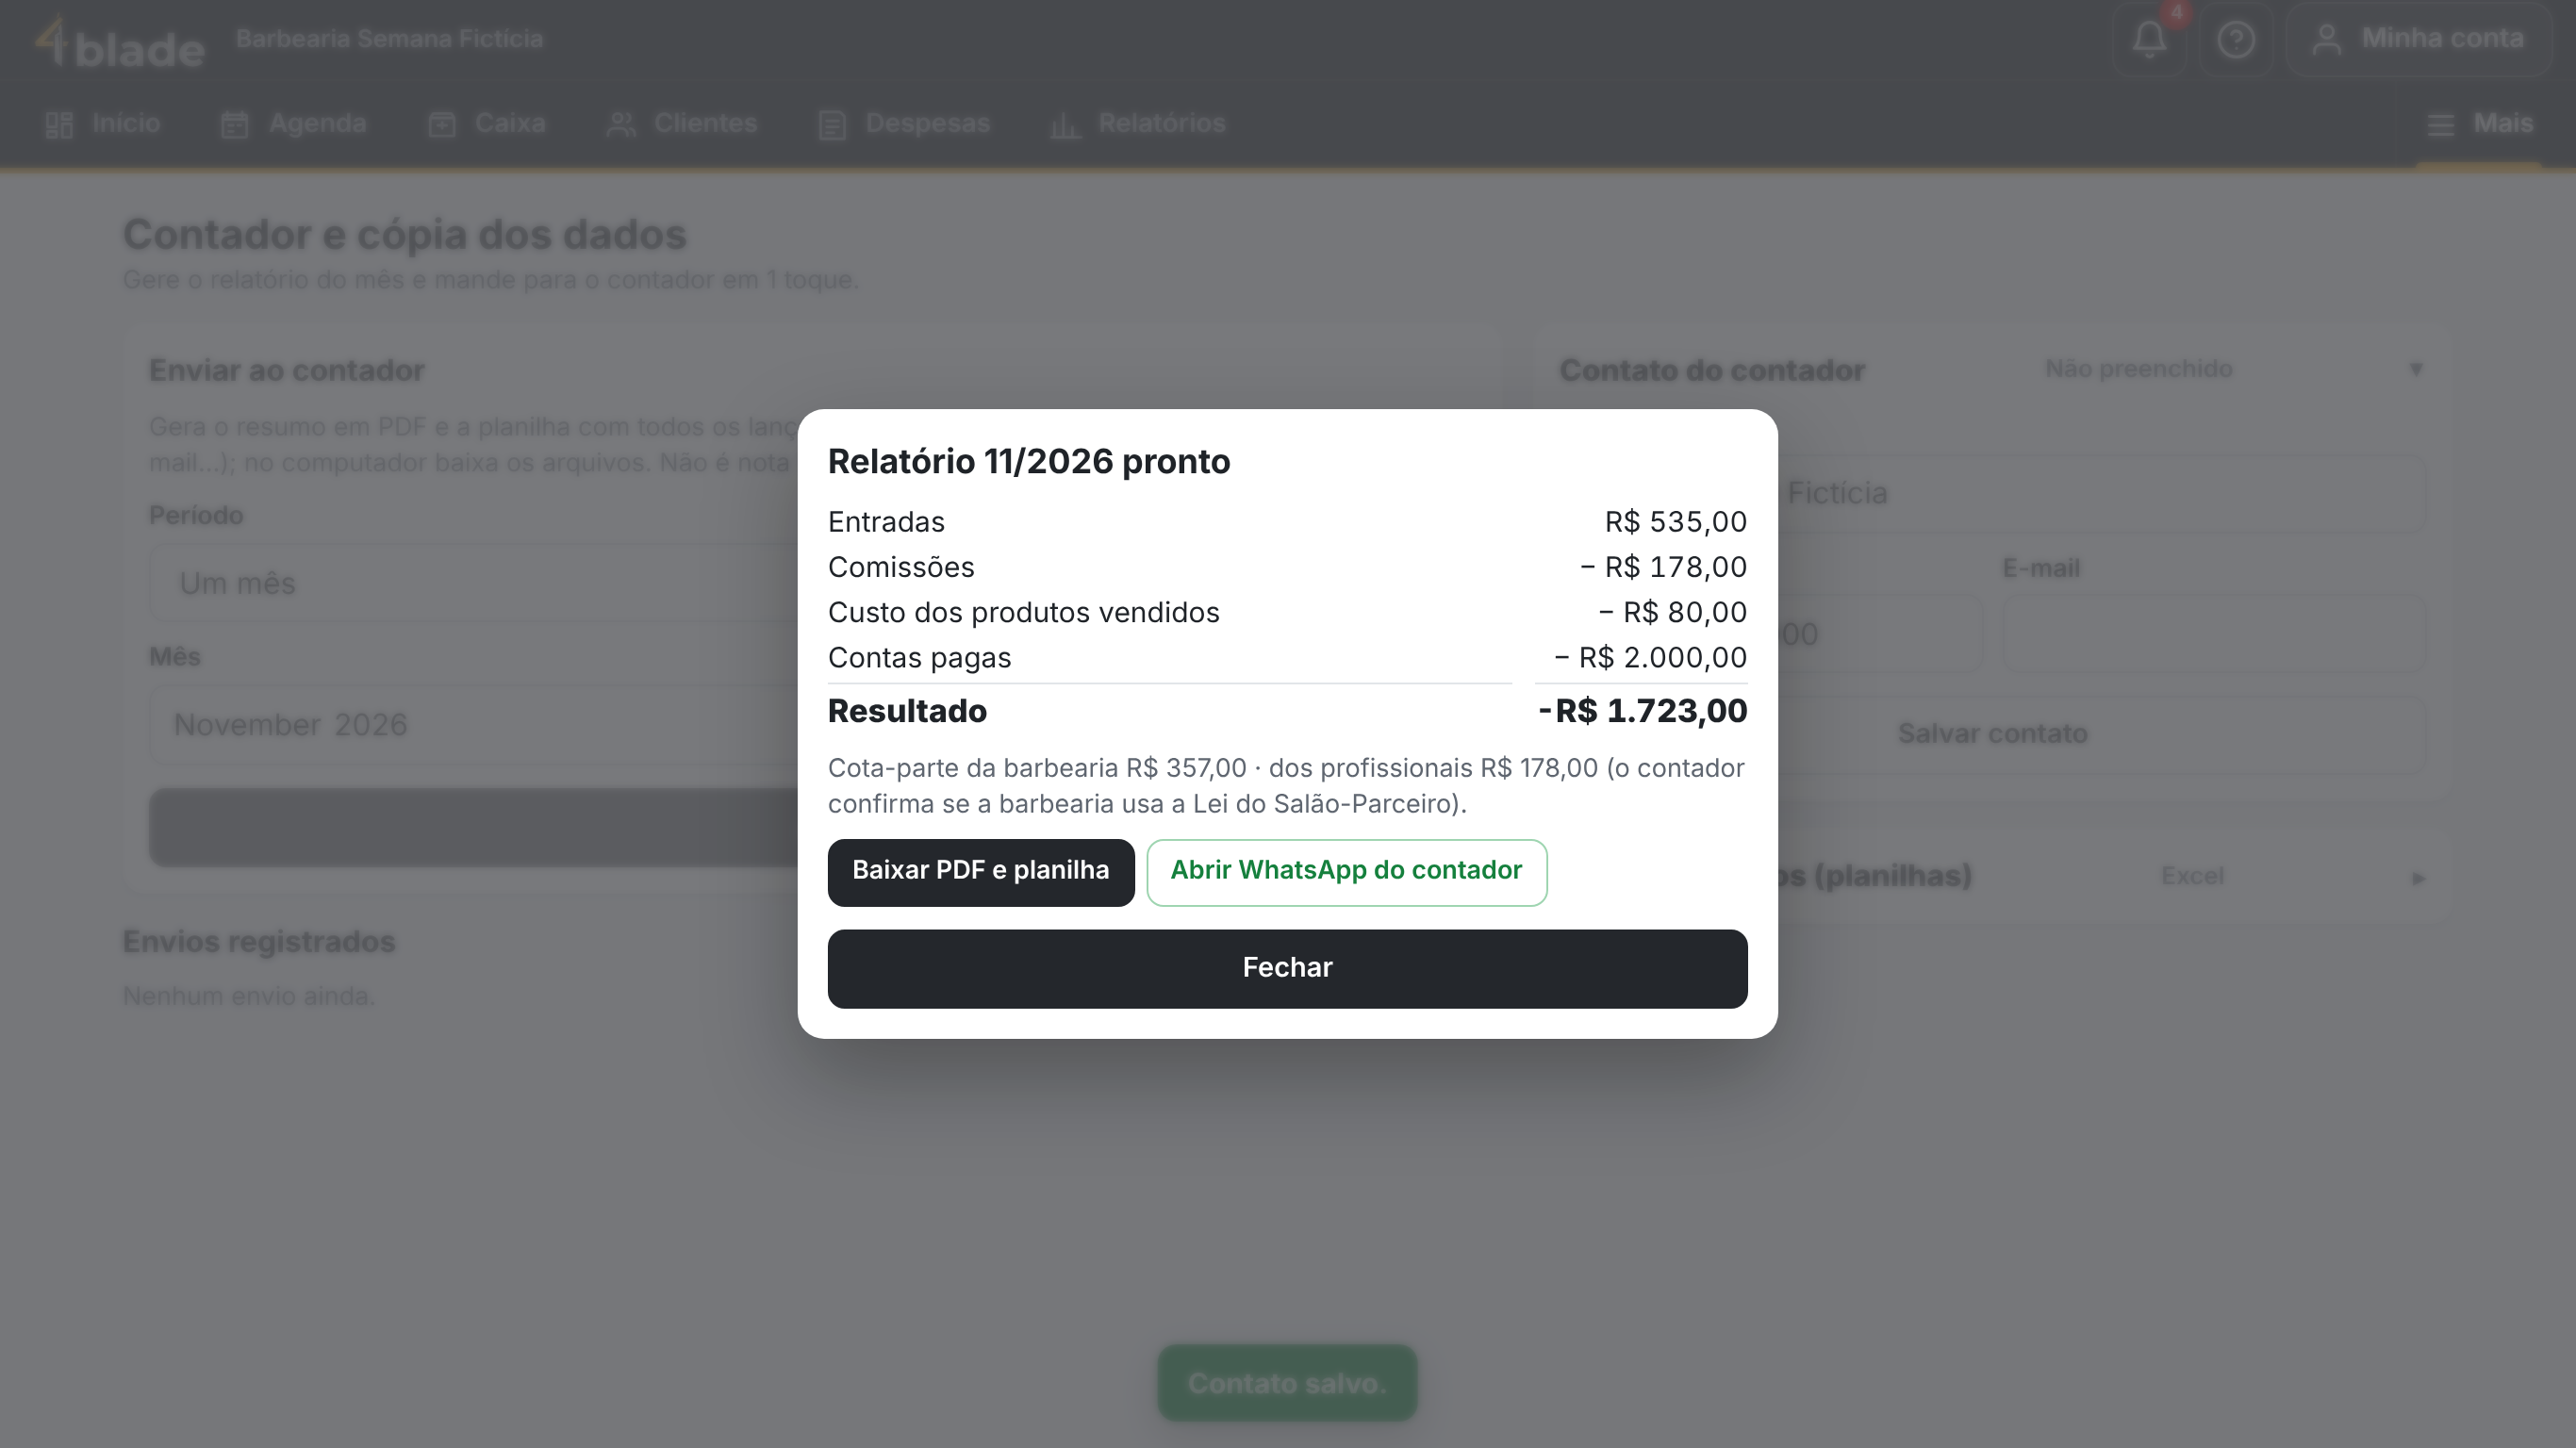 4blade
Barbearia Semana Fictícia
4
Minha conta
Início
Agenda
Caixa
Clientes
Despesas
Relatórios
Mais
Contador e cópia dos dados
Gere o relatório do mês e mande para o contador em 1 toque.
Enviar ao contador
Gera o resumo em PDF e a planilha com todos os lanç
mail...); no computador baixa os arquivos. Não é nota
Período
Um mês
Mês
November 2026
Envios registrados
Nenhum envio ainda.
Contato do contador
Não preenchido
Fictícia
E-mail
00
Salvar contato
os (planilhas)
Excel
Relatório 11/2026 pronto
Entradas R$ 535,00
Comissões − R$ 178,00
Custo dos produtos vendidos − R$ 80,00
Contas pagas − R$ 2.000,00
Resultado -R$ 1.723,00
Cota-parte da barbearia R$ 357,00 · dos profissionais R$ 178,00 (o contador
confirma se a barbearia usa a Lei do Salão-Parceiro).
Baixar PDF e planilha
Abrir WhatsApp do contador
Fechar
Contato salvo.